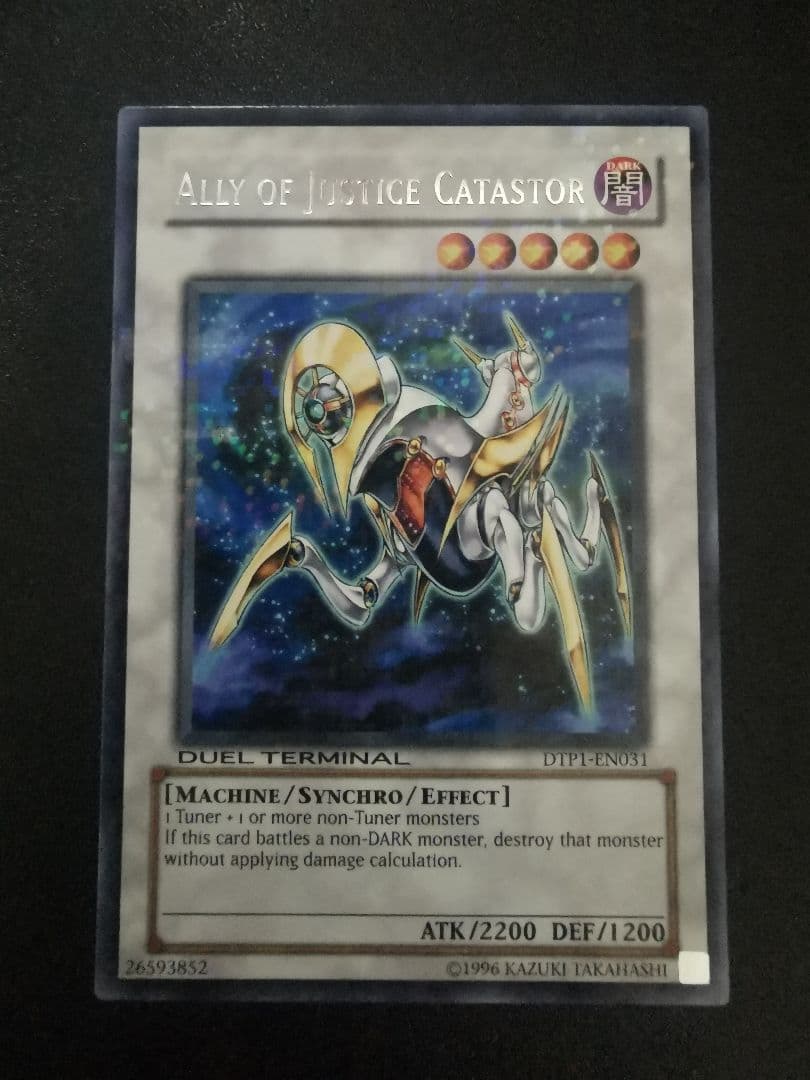 ALLY OF JUSTICE CATASTOR
DARK
闇
DUEL TERMINAL
DTP1-EN031
[MACHINE/SYNCHRO/EFFECT]
1 Tuner + 1 or more non-Tuner monsters
If this card battles a non-DARK monster, destroy that monster
without applying damage calculation.
ATK/2200 DEF/1200
26593852
©1996 KAZUKI TAKAHASHI